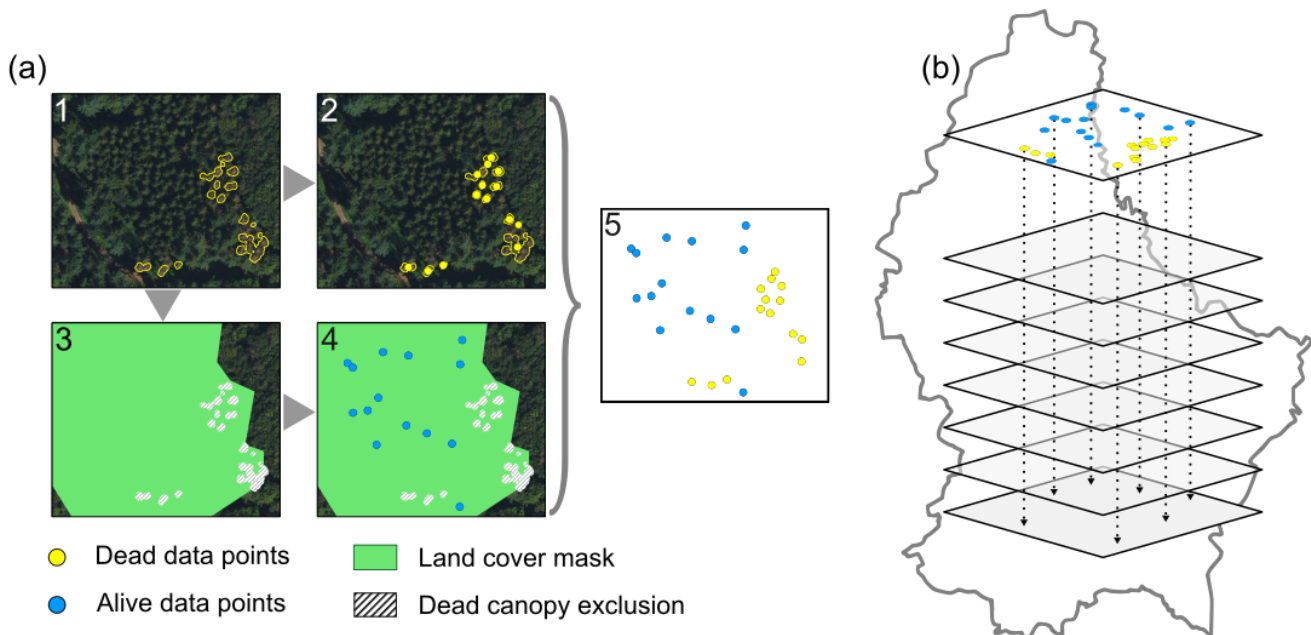 (a)
(b)
1
2
3
4
5
Dead data points
Land cover mask
Alive data points
Dead canopy exclusion